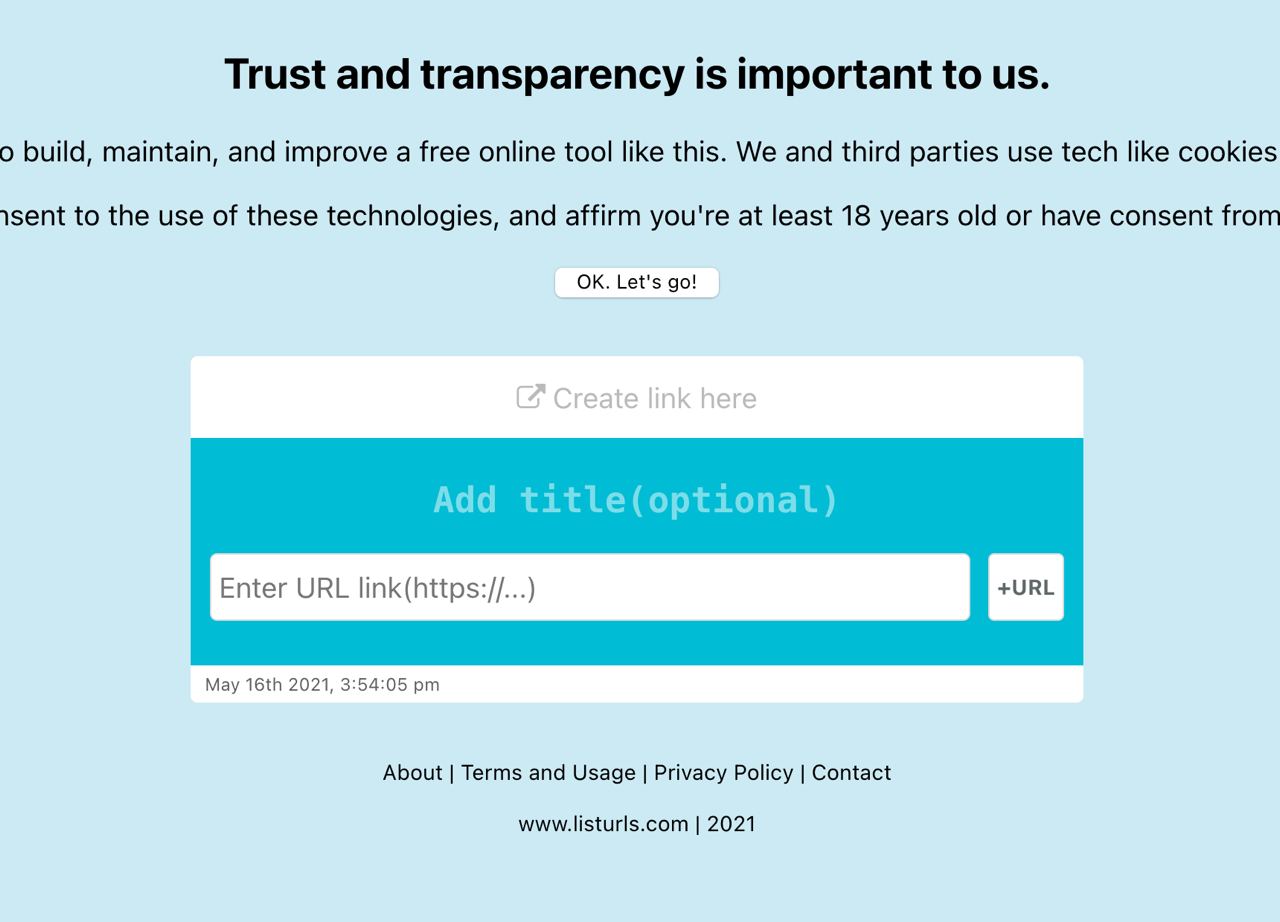 Trust and transparency is important to us.
build, maintain, and improve a free online tool like this. We and third parties use tech like cookies
to the use of these technologies, and affirm you're at least 18 years old or have consent from
OK. Let's go!
Create link here
Add title(optional)
Enter URL link(https://...)
+URL
May 16th 2021, 3:54:05 pm
About | Terms and Usage | Privacy Policy | Contact
www.listurls.com | 2021